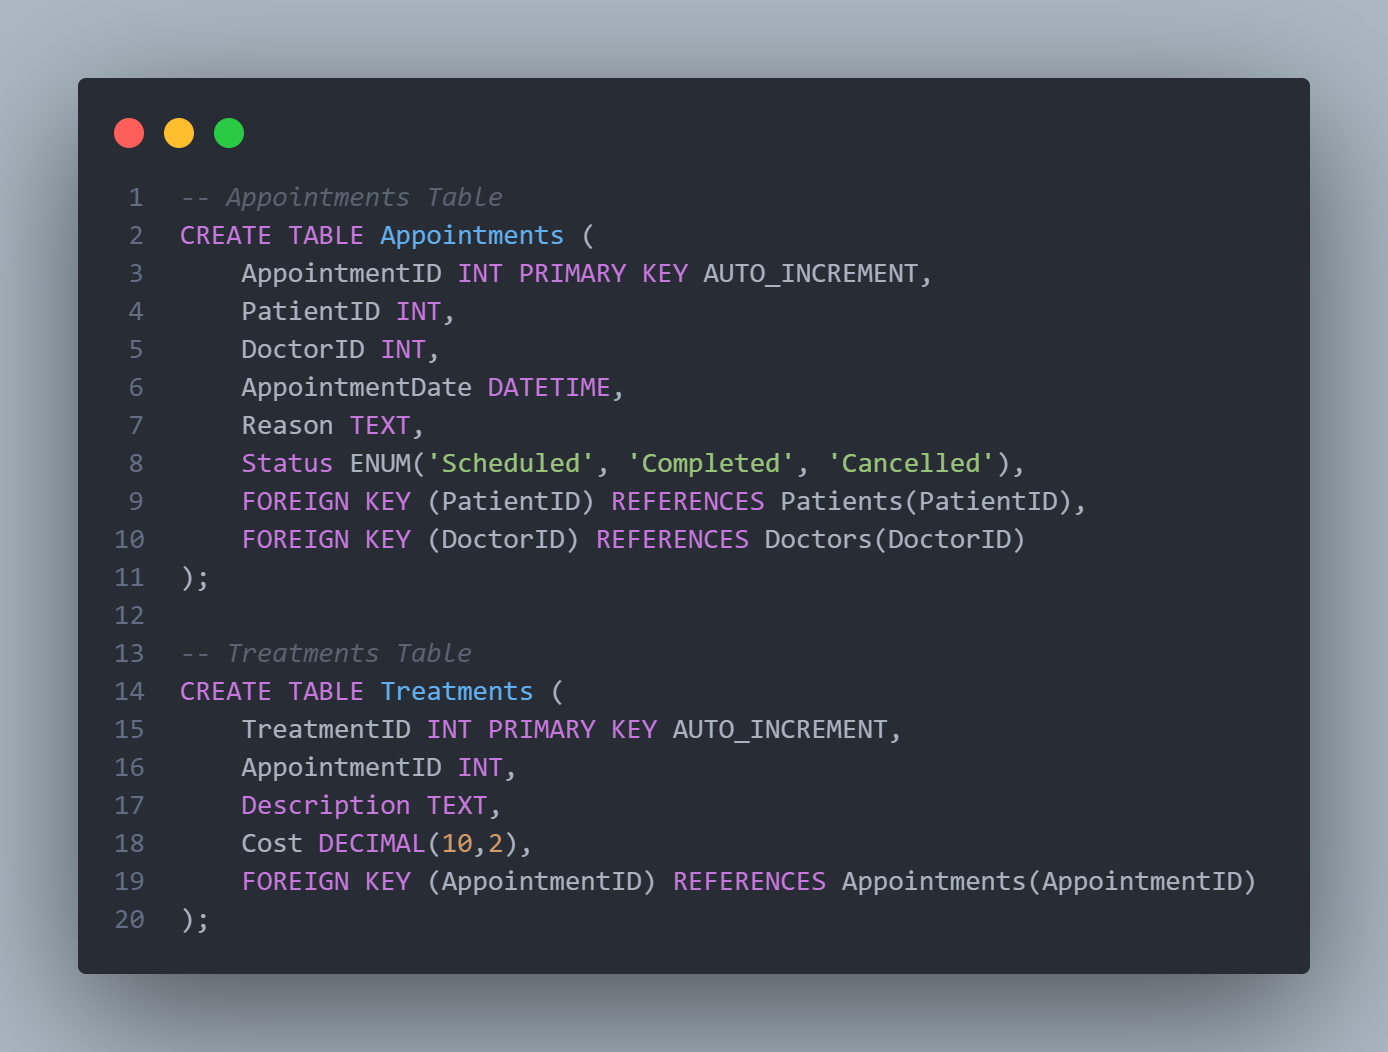 1 -- Appointments Table
2 CREATE TABLE Appointments (
3     AppointmentID INT PRIMARY KEY AUTO_INCREMENT,
4     PatientID INT,
5     DoctorID INT,
6     AppointmentDate DATETIME,
7     Reason TEXT,
8     Status ENUM('Scheduled', 'Completed', 'Cancelled'),
9     FOREIGN KEY (PatientID) REFERENCES Patients(PatientID),
10     FOREIGN KEY (DoctorID) REFERENCES Doctors(DoctorID)
11 );
12
13 -- Treatments Table
14 CREATE TABLE Treatments (
15     TreatmentID INT PRIMARY KEY AUTO_INCREMENT,
16     AppointmentID INT,
17     Description TEXT,
18     Cost DECIMAL(10,2),
19     FOREIGN KEY (AppointmentID) REFERENCES Appointments(AppointmentID)
20 );